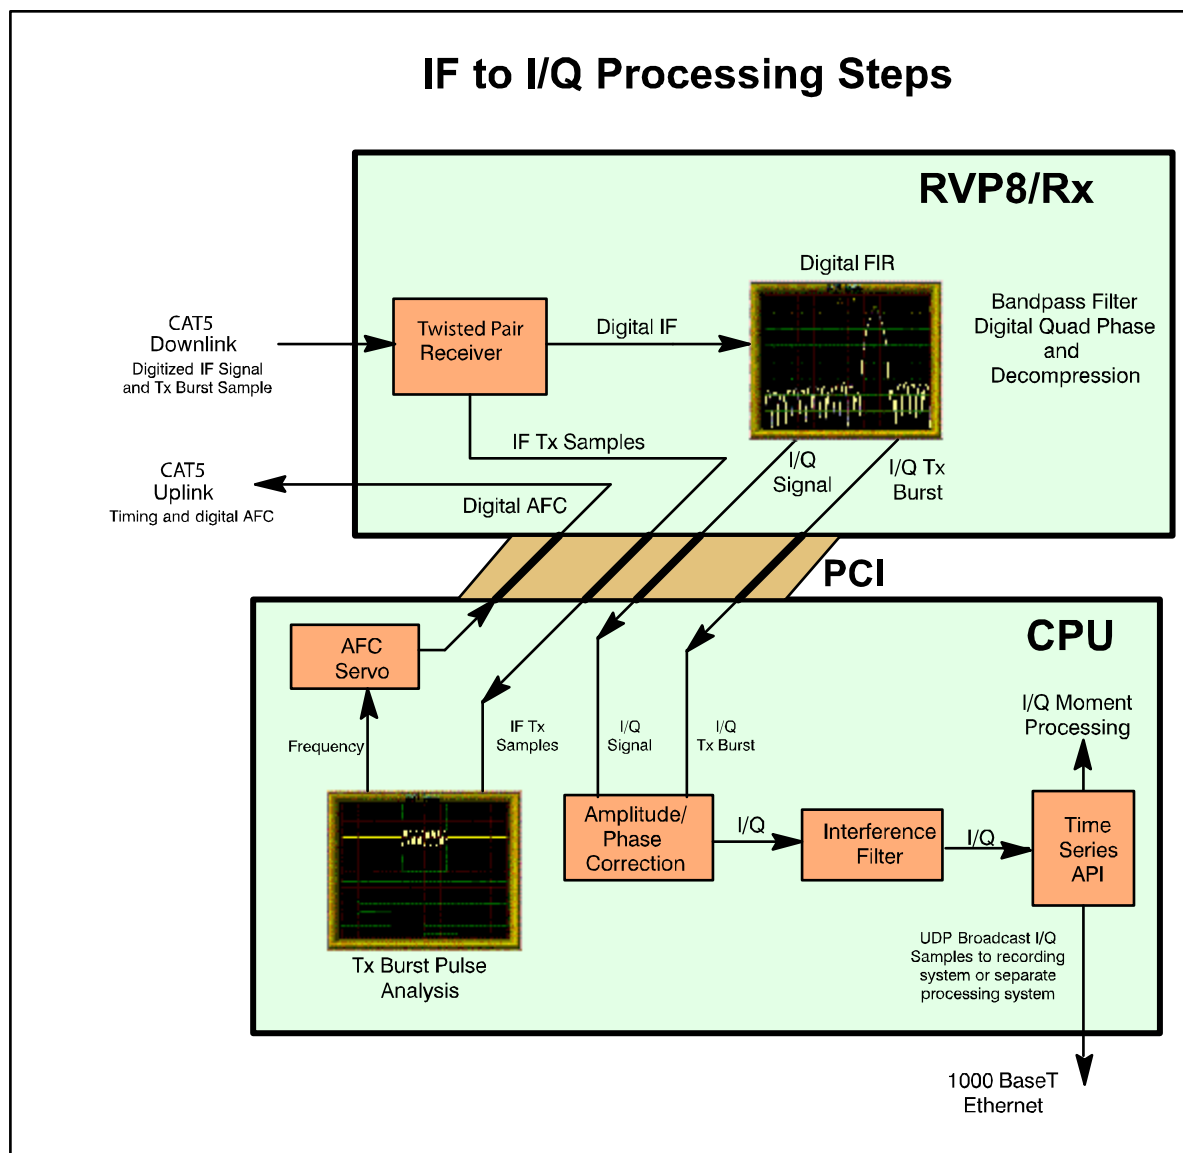 IF to I/Q Processing Steps
RVP8/Rx
Digital FIR
Bandpass Filter
Digital Quad Phase
and
Decompression
CAT5
Downlink
Digitized IF Signal
and Tx Burst Sample
Twisted Pair
Receiver
Digital IF
IF Tx Samples
I/Q
Signal
I/Q Tx
Burst
CAT5
Uplink
Timing and digital AFC
Digital AFC
PCI
CPU
AFC
Servo
Frequency
IF Tx
Samples
I/Q
Signal
I/Q
Tx Burst
I/Q Moment
Processing
Amplitude/
Phase
Correction
I/Q
Interference
Filter
I/Q
Time
Series
API
Tx Burst Pulse
Analysis
UDP Broadcast I/Q
Samples to recording
system or separate
processing system
1000 BaseT
Ethernet